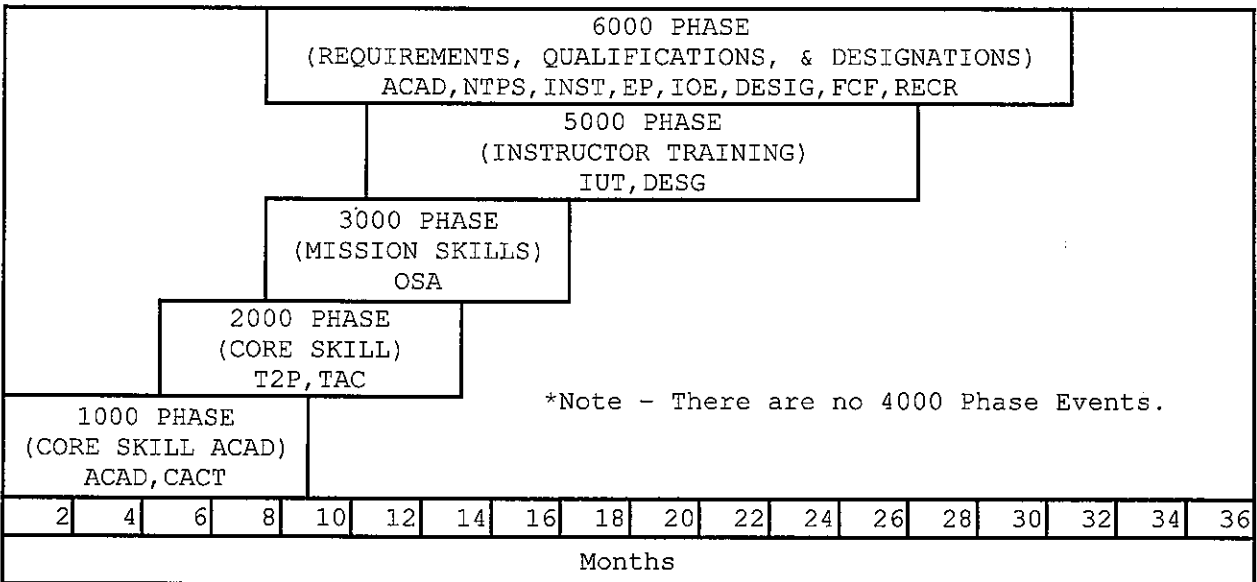 6000 PHASE
(REQUIREMENTS, QUALIFICATIONS, & DESIGNATIONS)
ACAD,NTPS,INST,EP,IOE,DESIG,FCF,RECR
5000 PHASE
(INSTRUCTOR TRAINING)
IUT,DESG
3000 PHASE
(MISSION SKILLS)
OSA
2000 PHASE
(CORE SKILL)
T2P,TAC
*Note - There are no 4000 Phase Events.
1000 PHASE
(CORE SKILL ACAD)
ACAD,CACT
2 4 6 8 10 12 14 16 18 20 22 24 26 28 30 32 34 36
Months